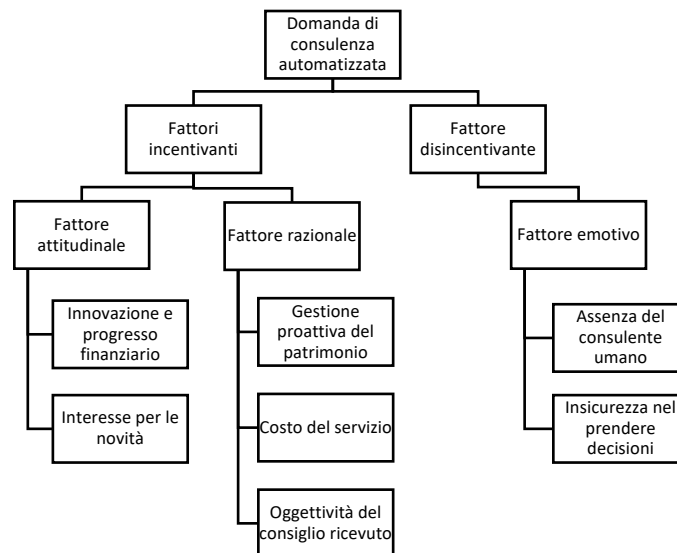 Domanda di
consulenza
automatizzata
Fattori
incentivanti
Fattore
disincentivante
Fattore
attitudinale
Fattore razionale
Fattore emotivo
Innovazione e
progresso
finanziario
Interesse per le
novità
Gestione
proattiva del
patrimonio
Costo del servizio
Oggettività del
consiglio ricevuto
Assenza del
consulente
umano
Insicurezza nel
prendere
decisioni